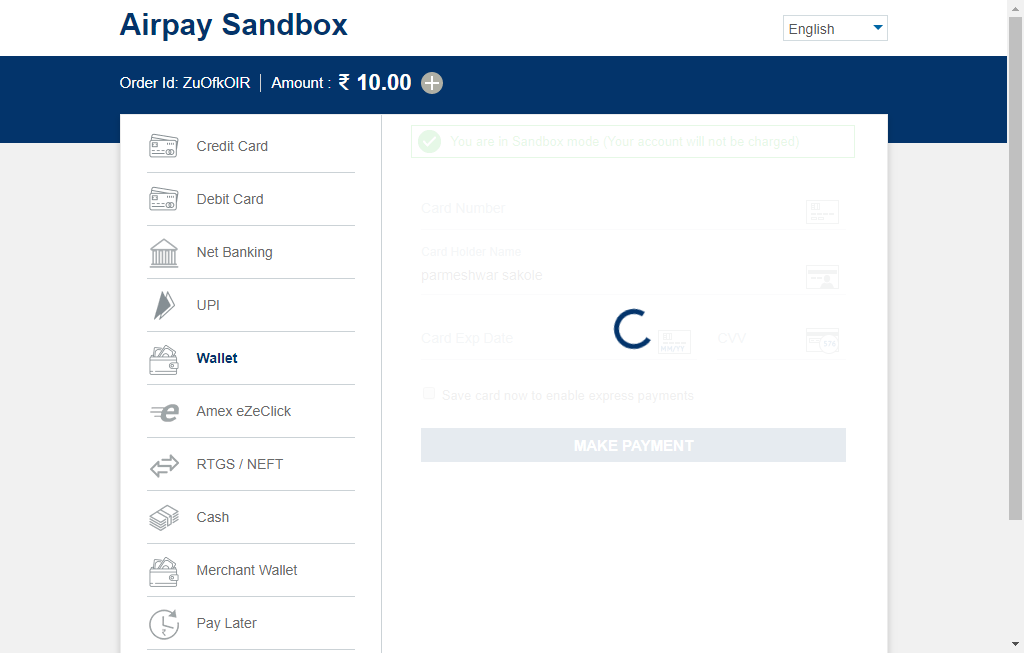 Airpay Sandbox
English
Order Id: ZuOfkOIR | Amount : ₹ 10.00
Credit Card
Debit Card
Net Banking
UPI
Wallet
Amex eZeClick
RTGS / NEFT
Cash
Merchant Wallet
Pay Later
You are in Sandbox mode (Your account will not be charged)
Card Number
Card Holder Name
parmeshwar sakole
Card Exp Date
MM/YY
CVV
Save card now to enable express payments
MAKE PAYMENT